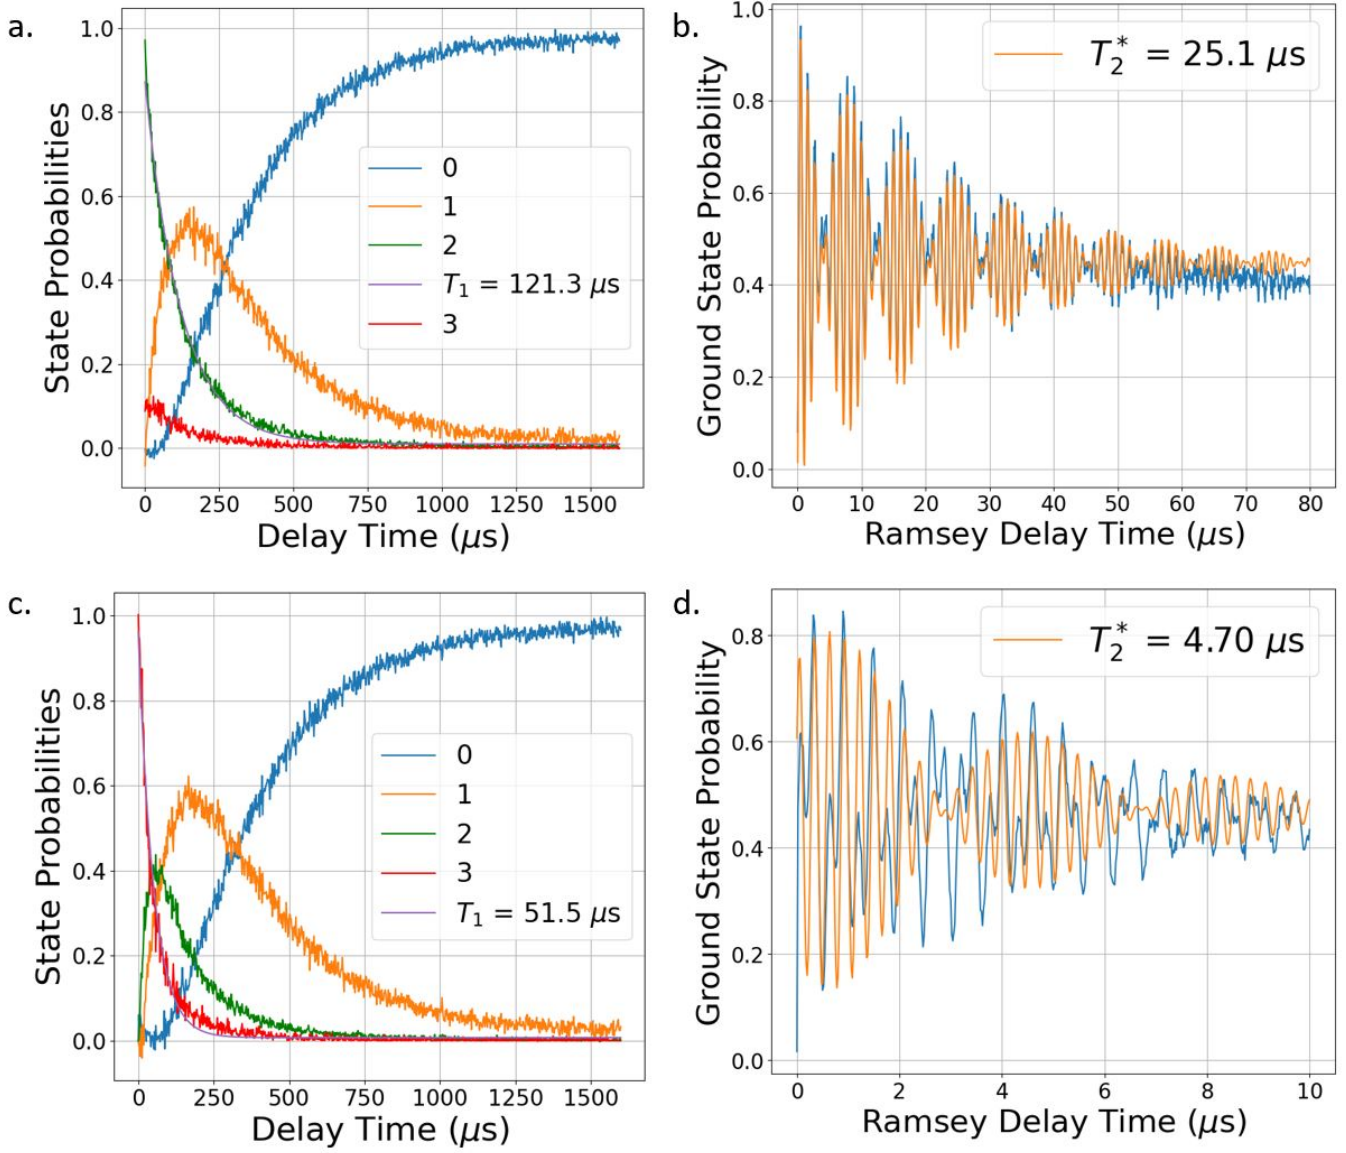 a.
State Probabilities
1.0
0.8
0.6
0.4
0.2
0.0
0
1
2
T₁ = 121.3 μs
3
0 250 500 750 1000 1250 1500
Delay Time (μs)
b.
Ground State Probability
1.0
0.8
0.6
0.4
0.2
0.0
T₂* = 25.1 μs
0 10 20 30 40 50 60 70 80
Ramsey Delay Time (μs)
c.
State Probabilities
1.0
0.8
0.6
0.4
0.2
0.0
0
1
2
3
T₁ = 51.5 μs
0 250 500 750 1000 1250 1500
Delay Time (μs)
d.
Ground State Probability
0.8
0.6
0.4
0.2
0.0
T₂* = 4.70 μs
0 2 4 6 8 10
Ramsey Delay Time (μs)